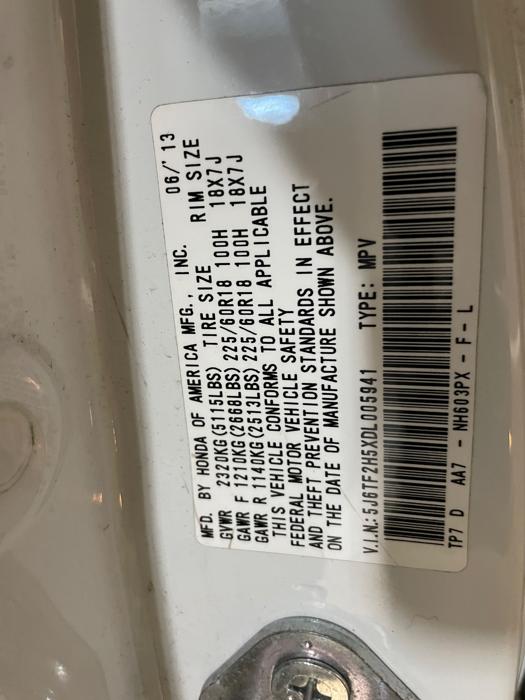 MFD. BY HONDA OF AMERICA MFG., INC. 06/'13
GVWR 2320KG(5115LBS) TIRE SIZE RIM SIZE
GAWR F 1210KG(2668LBS) 225/60R18 100H 18X7J
GAWR R 1140KG(2513LBS) 225/60R18 100H 18X7J
THIS VEHICLE CONFORMS TO ALL APPLICABLE
FEDERAL MOTOR VEHICLE SAFETY
AND THEFT PREVENTION STANDARDS IN EFFECT
ON THE DATE OF MANUFACTURE SHOWN ABOVE.
V.I.N.: 5J6TF2H5XDL005941 TYPE: MPV
TP7 D AA7 - NH603PX - F - L